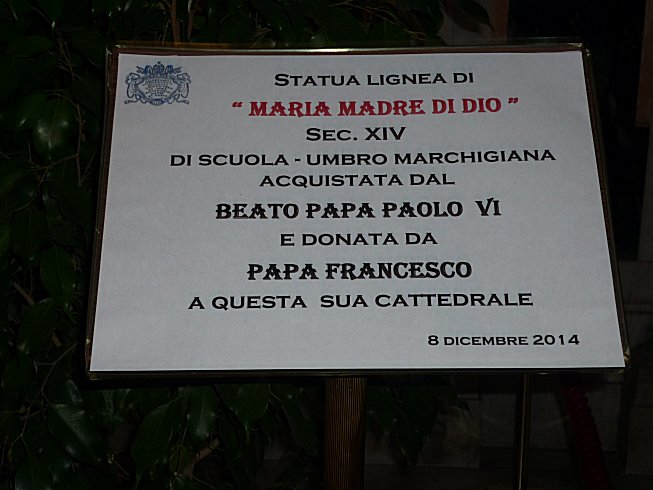 STATUA LIGNEA DI
“ MARIA MADRE DI DIO ”
SEC. XIV
DI SCUOLA - UMBRO MARCHIGIANA
ACQUISTATA DAL
BEATO PAPA PAOLO VI
E DONATA DA
PAPA FRANCESCO
A QUESTA SUA CATTEDRALE
8 DICEMBRE 2014